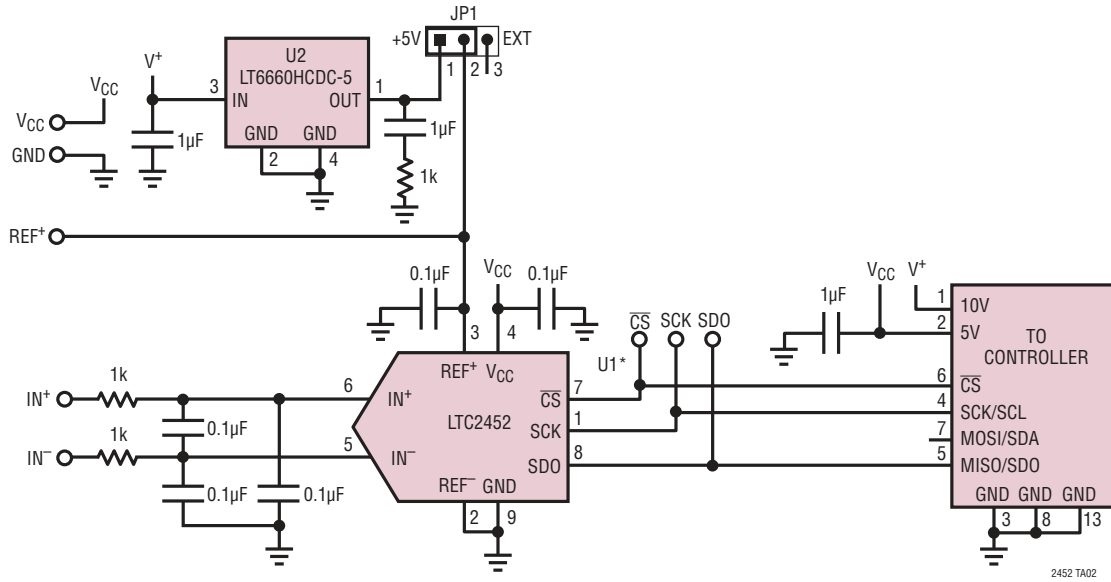 JP1
+5V
EXT
1
2
3
U2
LT6660HCDC-5
V+
3
IN
OUT
1
VCC
VCC
GND
1µF
GND
GND
2
4
1µF
1k
REF+
0.1µF
VCC
0.1µF
3
4
REF+
VCC
CS
SCK
SDO
U1*
1µF
VCC
V+
1
10V
2
5V
TO
CONTROLLER
6
CS
4
SCK/SCL
7
MOSI/SDA
5
MISO/SDO
GND
GND
GND
3
8
13
IN+
1k
6
IN+
LTC2452
7
CS
1
SCK
8
SDO
0.1µF
IN–
1k
5
IN–
0.1µF
0.1µF
REF–
GND
2
9
2452 TA02